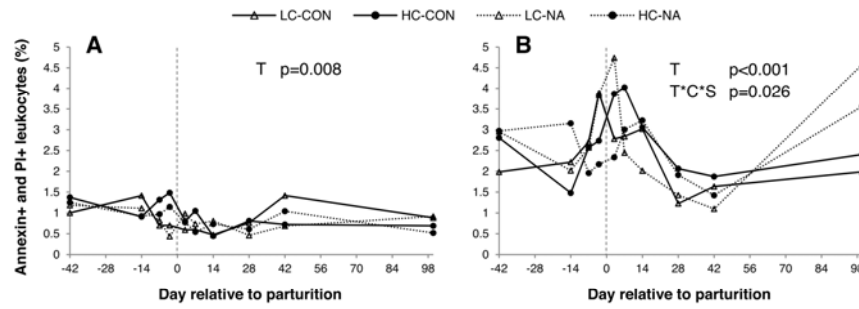 LC-CON HC-CON LC-NA HC-NA
A
T p=0.008
Annexin+ and PI+ leukocytes (%)
5
4.5
4
3.5
3
2.5
2
1.5
1
0.5
0
-42 -28 -14 0 14 28 42 56 70 84 98
Day relative to parturition
B
T p<0.001
T*C*S p=0.026
5
4.5
4
3.5
3
2.5
2
1.5
1
0.5
0
-42 -28 -14 0 14 28 42 56 70 84 98
Day relative to parturition